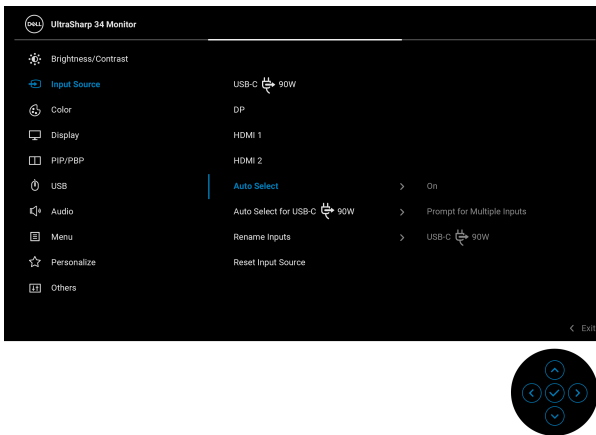 DELL UltraSharp 34 Monitor
Brightness/Contrast
Input Source USB-C 90W
Color DP
Display HDMI 1
PIP/PBP HDMI 2
USB Auto Select On
Audio Auto Select for USB-C 90W Prompt for Multiple Inputs
Menu Rename Inputs USB-C 90W
Personalize Reset Input Source
Others
Exit